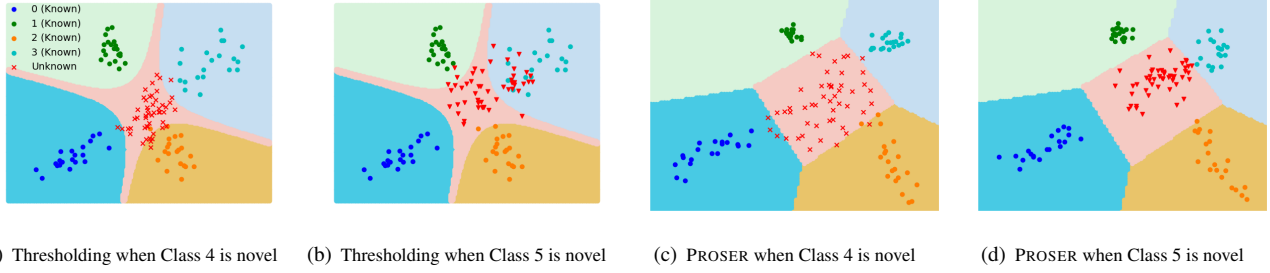 0 (Known)
1 (Known)
2 (Known)
3 (Known)
Unknown
) Thresholding when Class 4 is novel
(b) Thresholding when Class 5 is novel
(c) PROSER when Class 4 is novel
(d) PROSER when Class 5 is novel